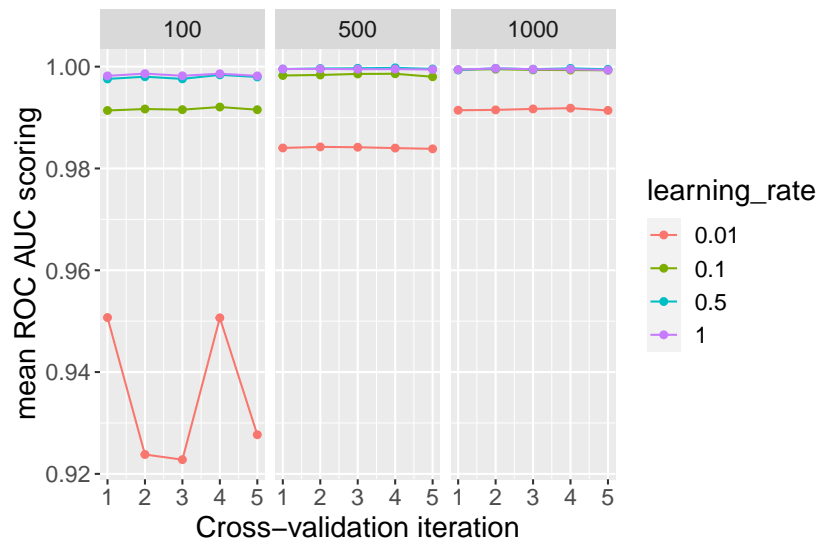 100 500 1000
mean ROC AUC scoring
1.00
0.98
0.96
0.94
0.92
1 2 3 4 5 1 2 3 4 5 1 2 3 4 5
Cross−validation iteration
learning_rate
0.01
0.1
0.5
1